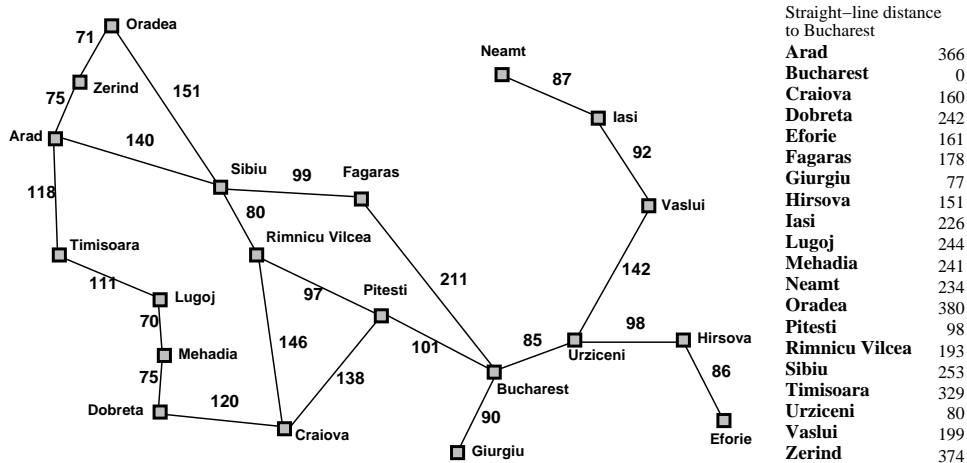 Oradea
71
Zerind
75
151
Arad
140
118
Sibiu
99
Fagaras
80
Rimnicu Vilcea
Timisoara
111
Lugoj
70
Mehadia
75
Dobreta
120
146
97
Pitesti
138
Craiova
101
211
Neamt
87
Iasi
92
Vaslui
142
85
98
Hirsova
Urziceni
86
Bucharest
90
Giurgiu
Eforie
Straight−line distance
to Bucharest
Arad 366
Bucharest 0
Craiova 160
Dobreta 242
Eforie 161
Fagaras 178
Giurgiu 77
Hirsova 151
Iasi 226
Lugoj 244
Mehadia 241
Neamt 234
Oradea 380
Pitesti 98
Rimnicu Vilcea 193
Sibiu 253
Timisoara 329
Urziceni 80
Vaslui 199
Zerind 374